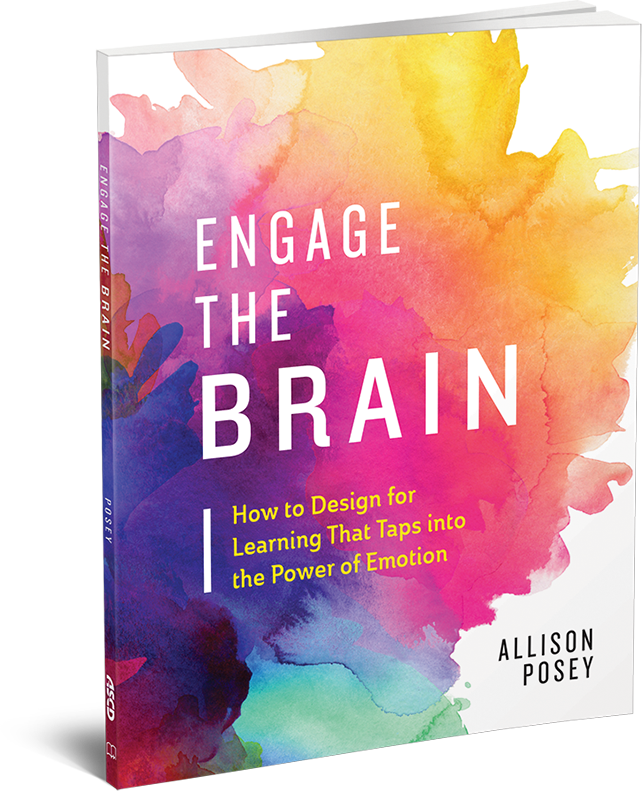 ENGAGE
THE
BRAIN
How to Design for
Learning That Taps into
the Power of Emotion
ALLISON
POSEY
ENGAGE THE BRAIN
POSEY
ASCD